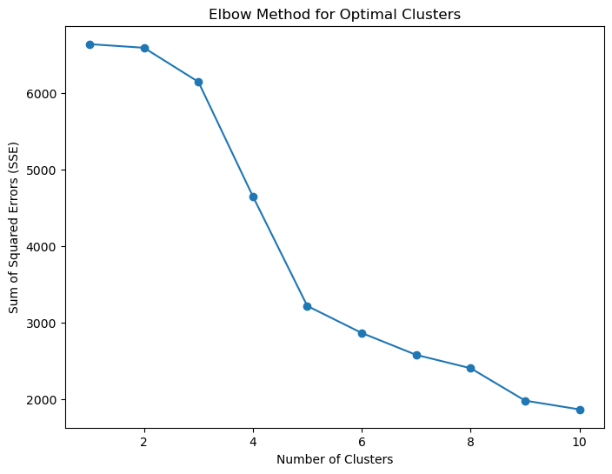 Elbow Method for Optimal Clusters
Sum of Squared Errors (SSE)
6000
5000
4000
3000
2000
2 4 6 8 10
Number of Clusters